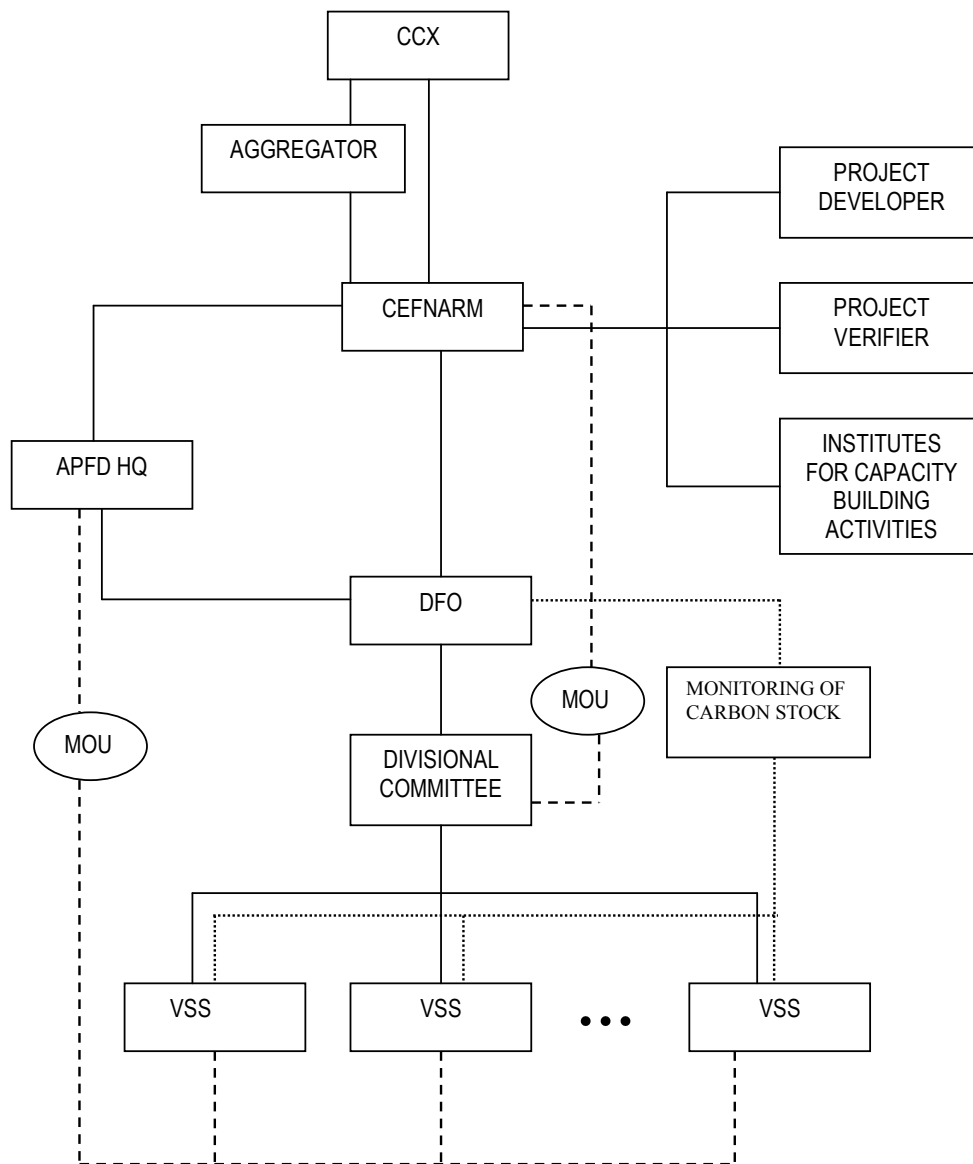 CCX
AGGREGATOR
PROJECT
DEVELOPER
CEFNARM
PROJECT
VERIFIER
APFD HQ
INSTITUTES
FOR CAPACITY
BUILDING
ACTIVITIES
DFO
MOU
MONITORING OF
CARBON STOCK
MOU
DIVISIONAL
COMMITTEE
VSS
VSS
VSS